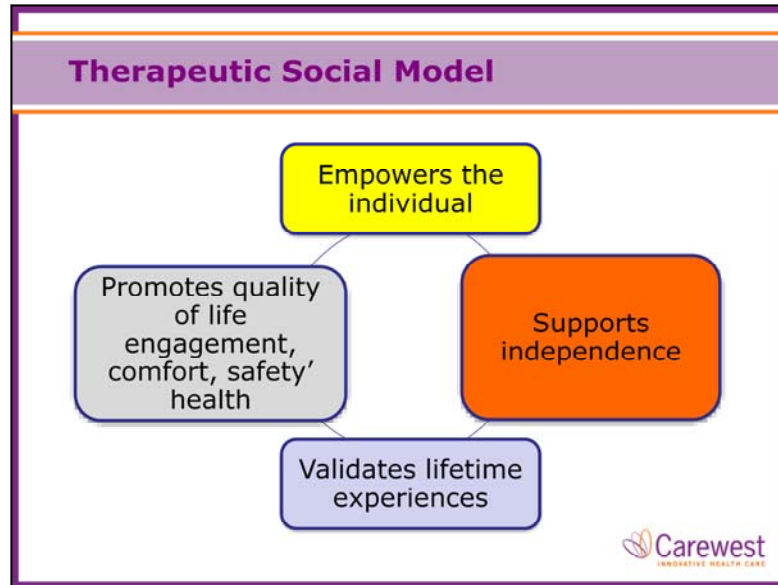 Therapeutic Social Model
Empowers the
individual
Supports
independence
Validates lifetime
experiences
Promotes quality
of life
engagement,
comfort, safety’
health
Carewest
INNOVATIVE HEALTH CARE